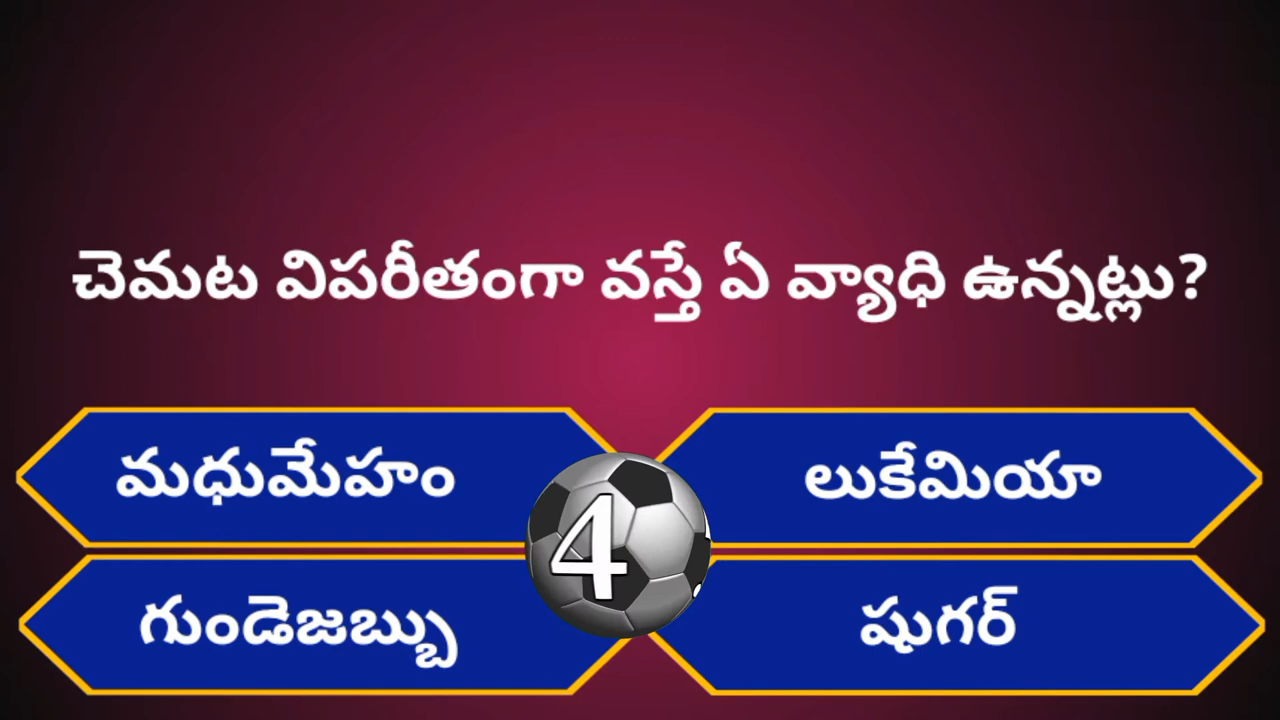 చెమట విపరీతంగా వస్తే ఏ వ్యాధి ఉన్నట్లు?
మధుమేహం
లుకేమియా
4
గుండెజబ్బు
షుగర్